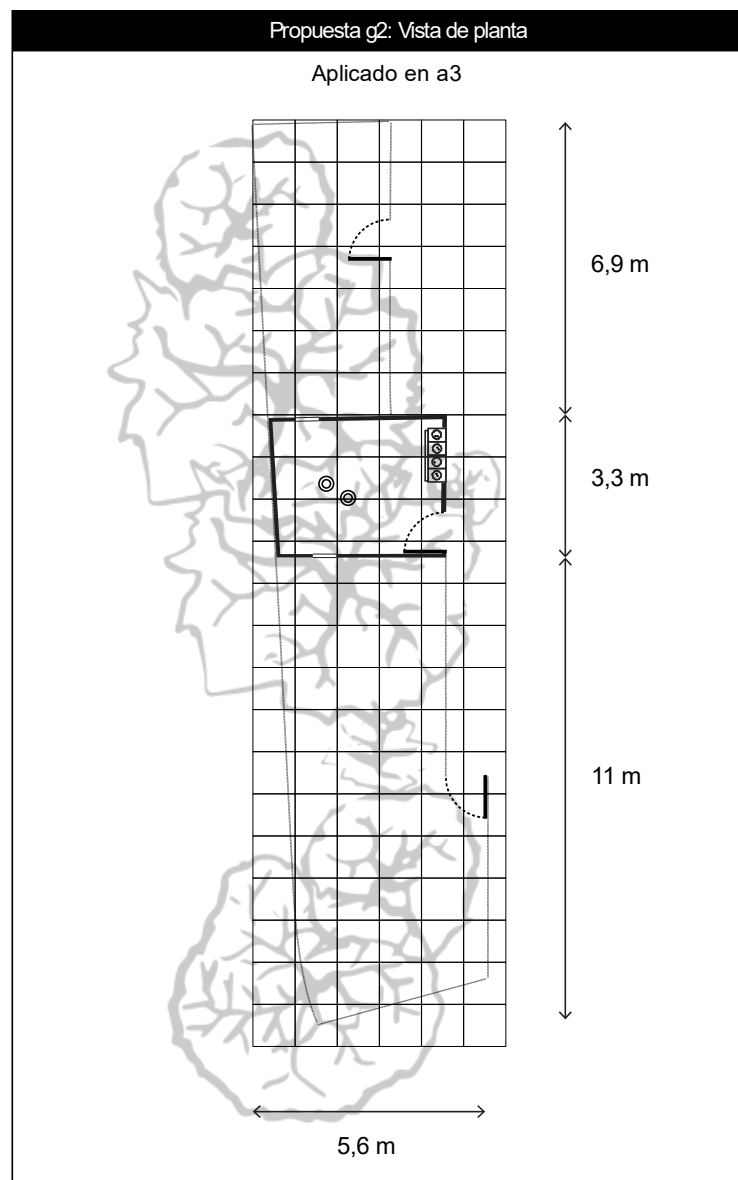 Propuesta g2: Vista de planta
Aplicado en a3
6,9 m
3,3 m
11 m
5,6 m